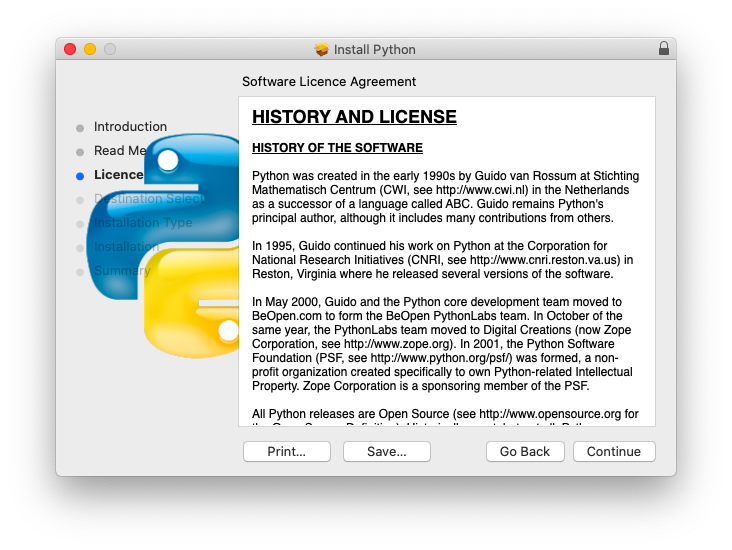 Install Python
Software Licence Agreement
Introduction
Read Me
Licence
Destination Select
Installation Type
Installation
Summary
HISTORY AND LICENSE
HISTORY OF THE SOFTWARE
Python was created in the early 1990s by Guido van Rossum at Stichting
Mathematisch Centrum (CWI, see http://www.cwi.nl) in the Netherlands
as a successor of a language called ABC. Guido remains Python's
principal author, although it includes many contributions from others.
In 1995, Guido continued his work on Python at the Corporation for
National Research Initiatives (CNRI, see http://www.cnri.reston.va.us) in
Reston, Virginia where he released several versions of the software.
In May 2000, Guido and the Python core development team moved to
BeOpen.com to form the BeOpen PythonLabs team. In October of the
same year, the PythonLabs team moved to Digital Creations (now Zope
Corporation, see http://www.zope.org). In 2001, the Python Software
Foundation (PSF, see http://www.python.org/psf/) was formed, a non-
profit organization created specifically to own Python-related Intellectual
Property. Zope Corporation is a sponsoring member of the PSF.
All Python releases are Open Source (see http://www.opensource.org for
Print...
Save...
Go Back
Continue